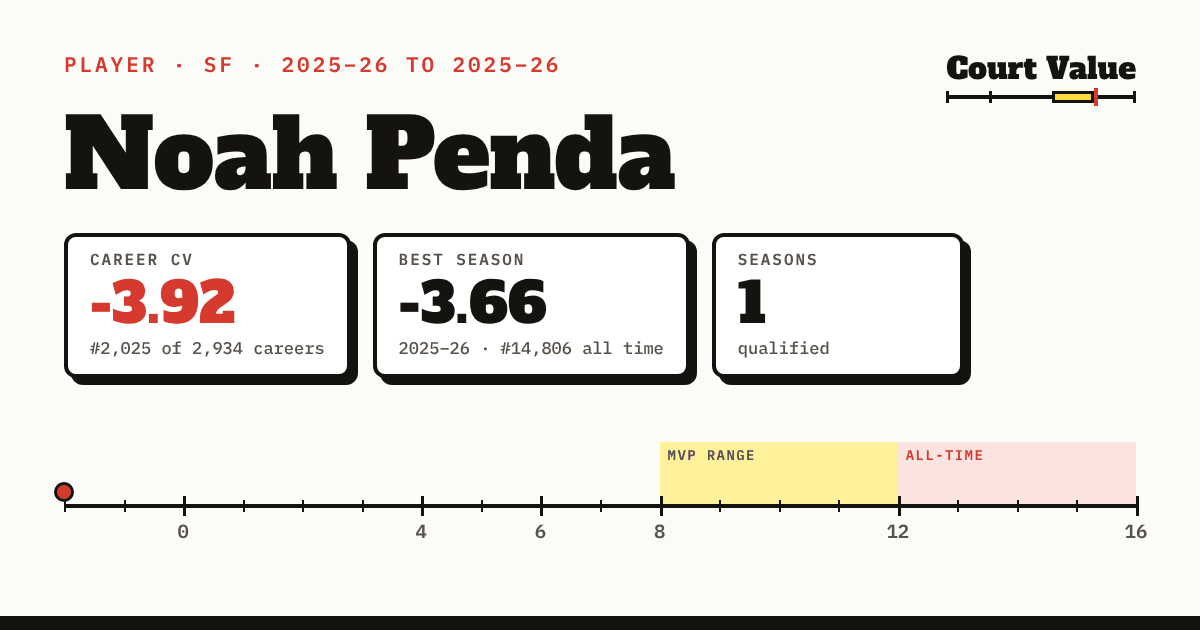 PLAYER · SF · 2025–26 TO 2025–26
Court Value
Noah Penda
CAREER CV
-3.92
#2,025 of 2,934 careers
BEST SEASON
-3.66
2025–26 · #14,806 all time
SEASONS
1
qualified
MVP RANGE
ALL-TIME
0 4 6 8 12 16